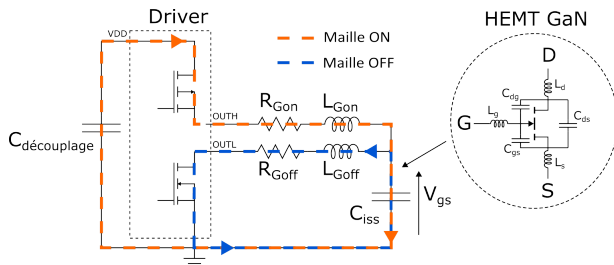 Driver
HEMT GaN
VDD
Maille ON
Maille OFF
D
Ld
Cdg
RGon
LGon
Lg
G
Cds
OUTH
Cdécouplage
OUTL
Cgs
RGoff
LGoff
Ls
Vgs
S
Ciss